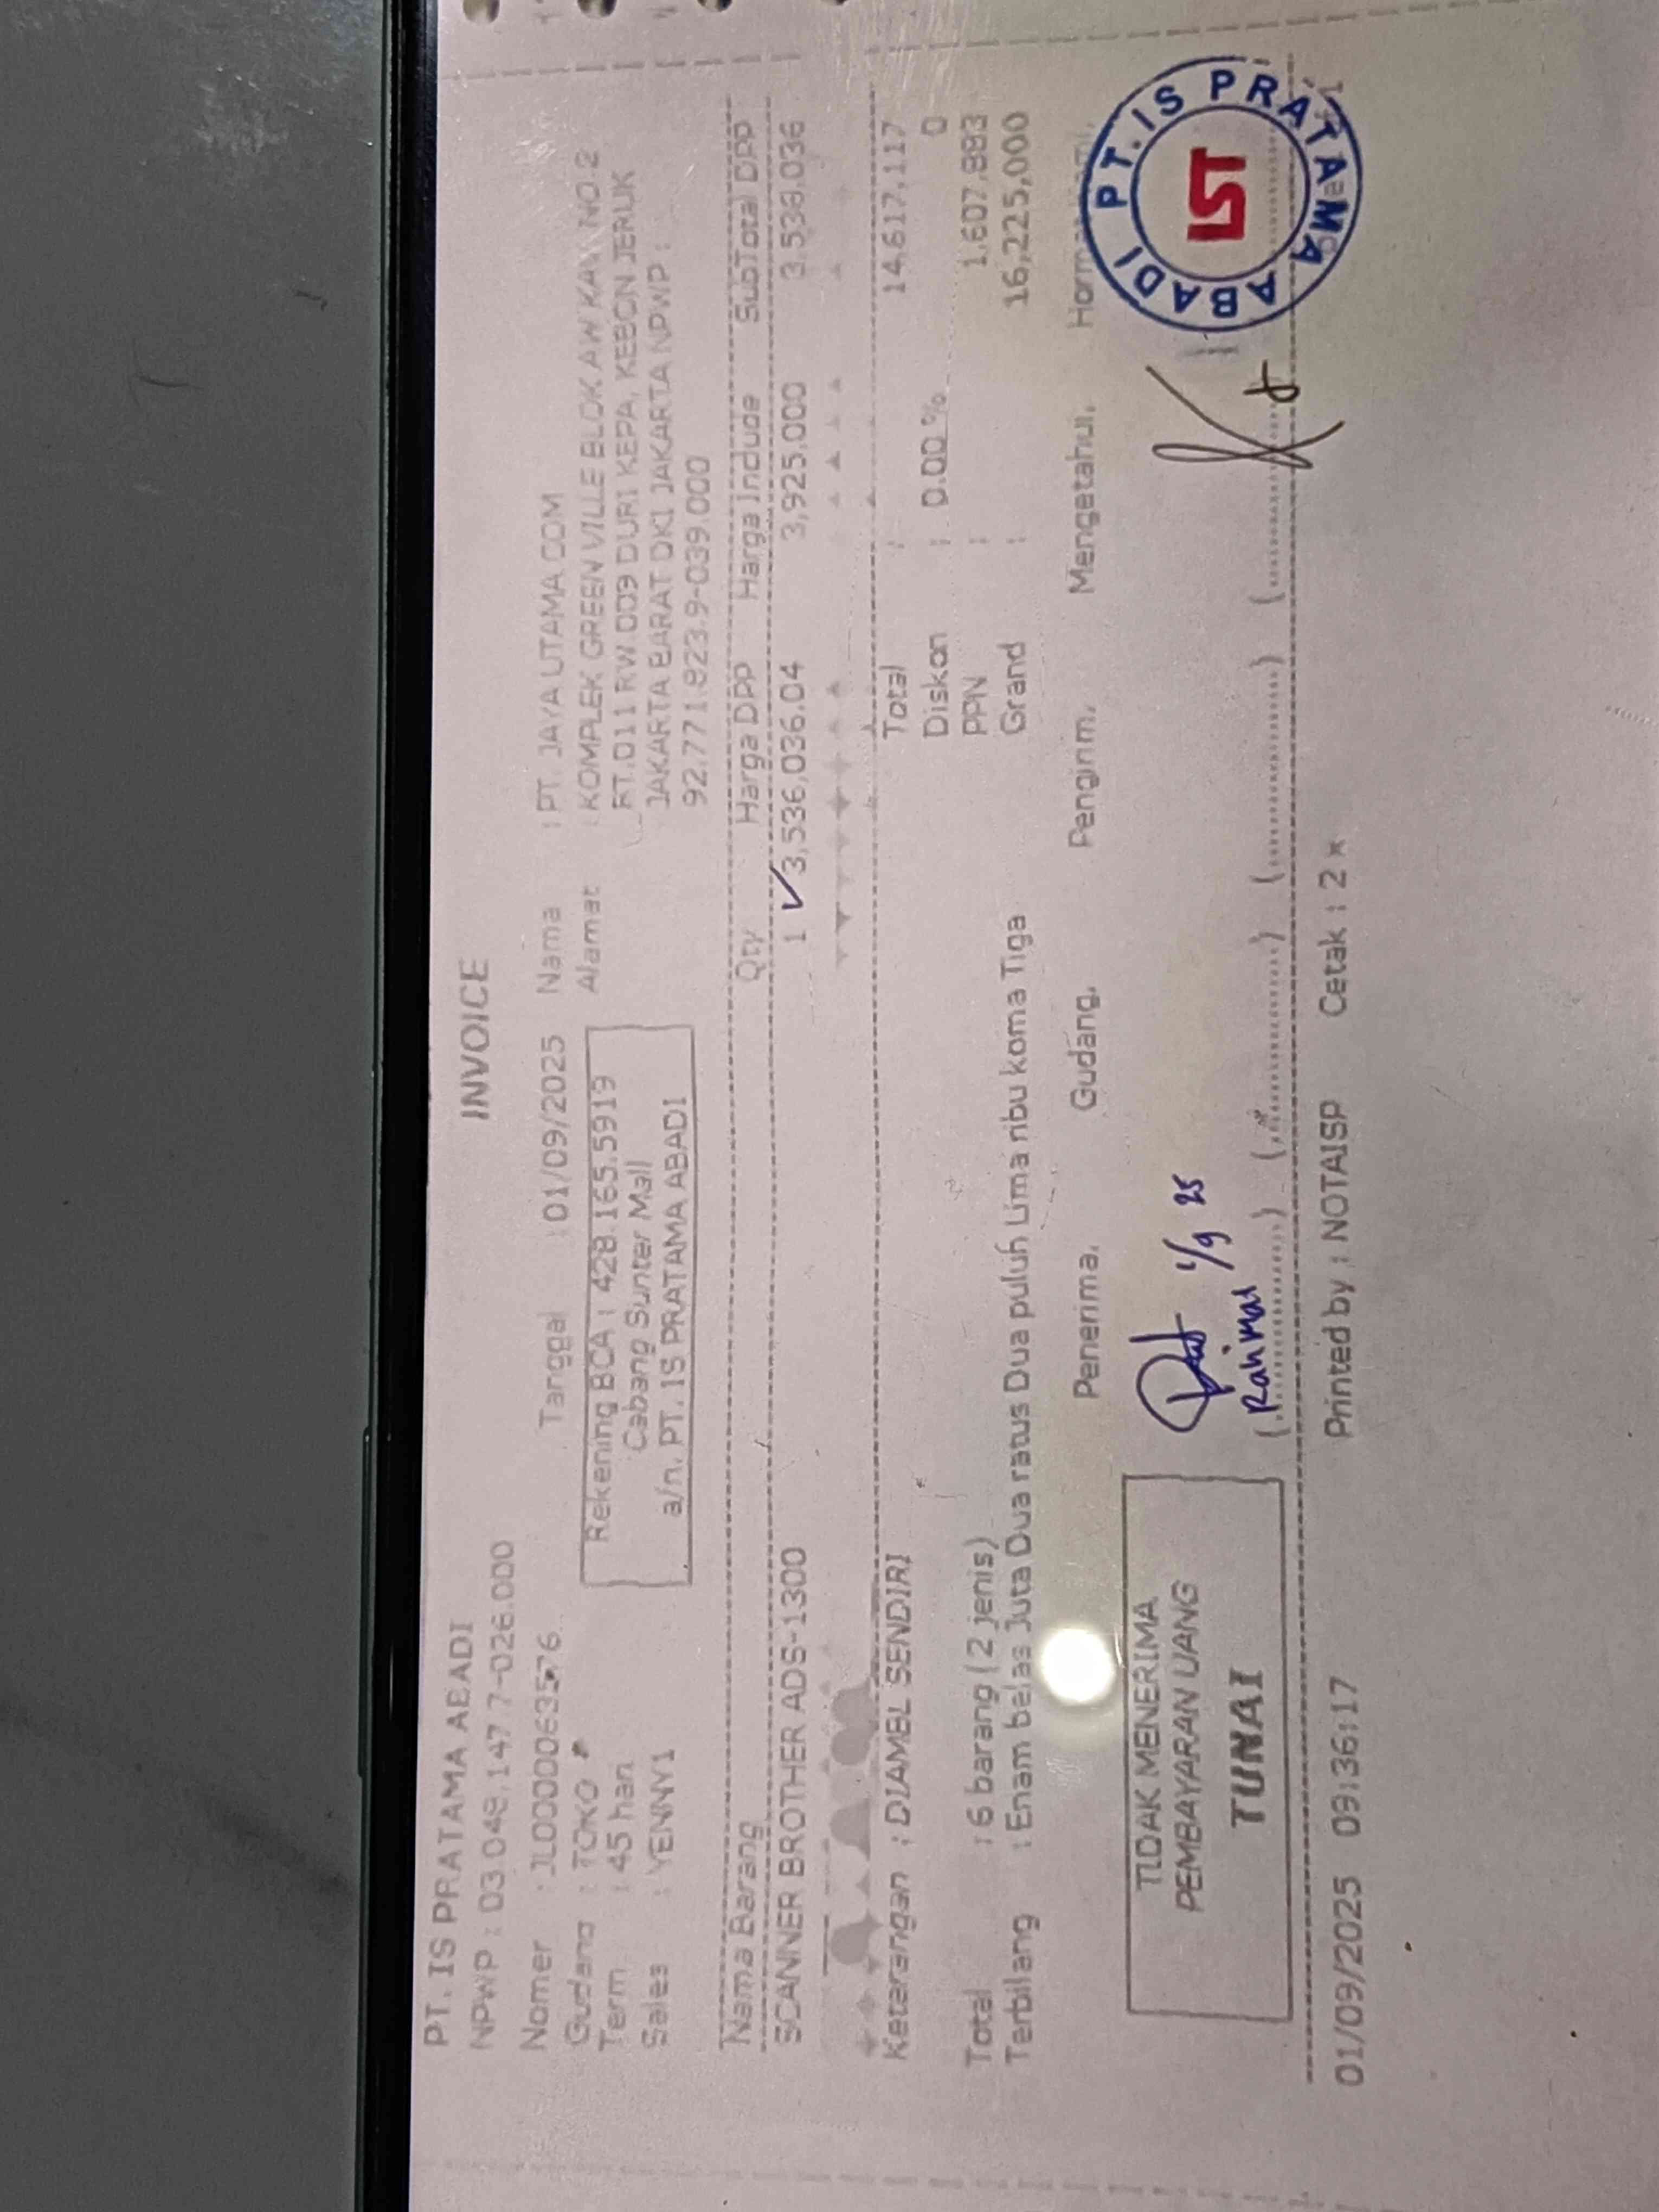 INVOICE
PT. IS PRATAMA ABADI
NPWP : 03.048.147.7-026.000
Nomer : JL0000063576
Gudang : TOKO
Term : 45 hari
Sales : YENNY1
Tanggal : 01/09/2025
Rekening BCA : 428.165.5919
Cabang Sunter Mall
a/n. PT. IS PRATAMA ABADI
Nama : PT. JAYA UTAMA COM
Alamat : KOMPLEK GREEN VILLE BLOK AW KAV NO.2
RT.011 RW.009 DURI KEPA, KEBON JERUK
JAKARTA BARAT DKI JAKARTA NPWP :
92.771.823.9-039.000
Nama Barang Qty Harga DPP Harga Include SubTotal DPP
SCANNER BROTHER ADS-1300 1 3,536,036.04 3,925,000 3,536,036
Keterangan : DIAMBL SENDIRI
Total : 6 barang (2 jenis)
Terbilang : Enam belas Juta Dua ratus Dua puluh Lima ribu koma Tiga
Total : 14,617,117
Diskon : 0.00 % 0
PPN : 1,607,883
Grand : 16,225,000
Penerima, Gudang, Pengirim, Mengetahui,
TIDAK MENERIMA
PEMBAYARAN UANG
TUNAI
1/9 25
Rahmat
PT. IS PRATAMA ABADI
IST
01/09/2025 09:36:17 Printed by : NOTAISP Cetak : 2 x